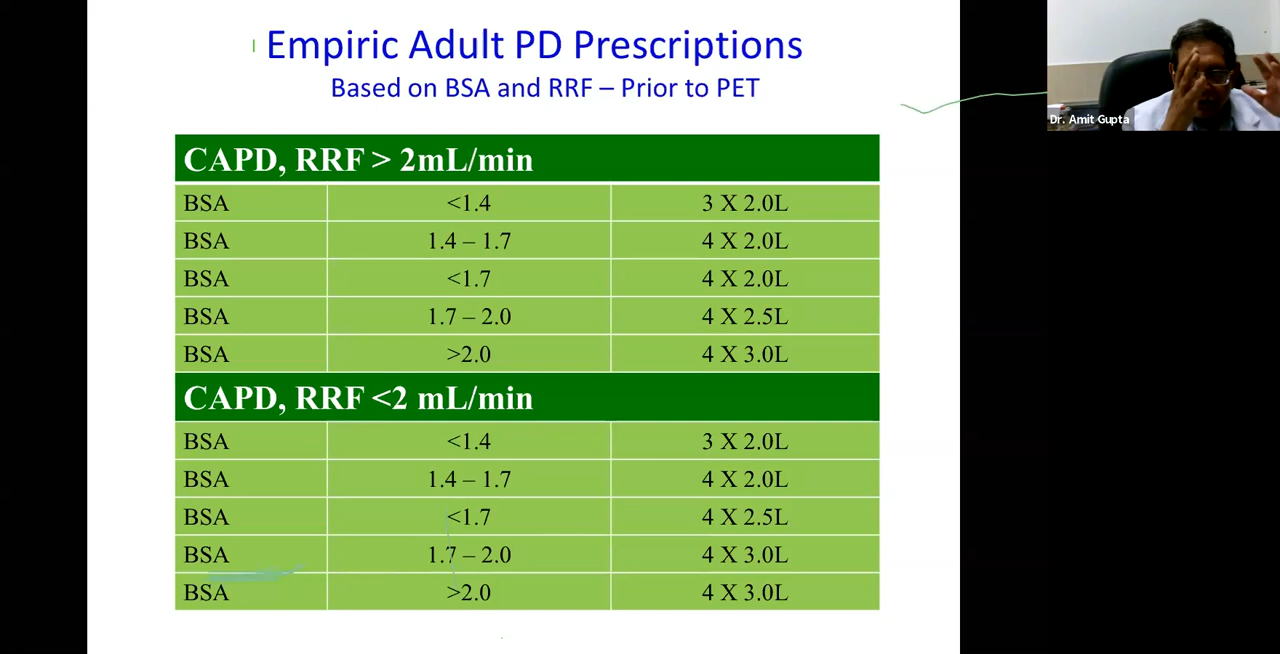 Empiric Adult PD Prescriptions
Based on BSA and RRF – Prior to PET
Dr. Amit Gupta
CAPD, RRF > 2mL/min
BSA <1.4 3 X 2.0L
BSA 1.4 – 1.7 4 X 2.0L
BSA <1.7 4 X 2.0L
BSA 1.7 – 2.0 4 X 2.5L
BSA >2.0 4 X 3.0L
CAPD, RRF <2 mL/min
BSA <1.4 3 X 2.0L
BSA 1.4 – 1.7 4 X 2.0L
BSA <1.7 4 X 2.5L
BSA 1.7 – 2.0 4 X 3.0L
BSA >2.0 4 X 3.0L